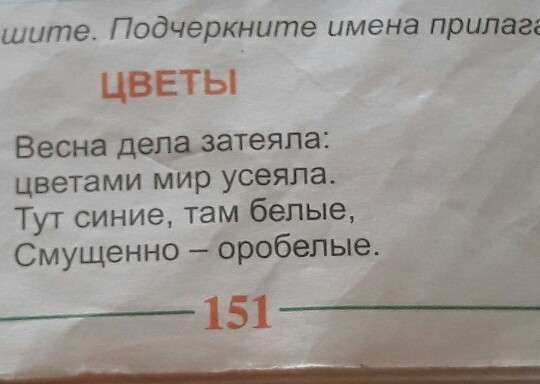 шите. Подчеркните имена прилага
ЦВЕТЫ
Весна дела затеяла:
цветами мир усеяла.
Тут синие, там белые,
Смущенно – оробелые.
151